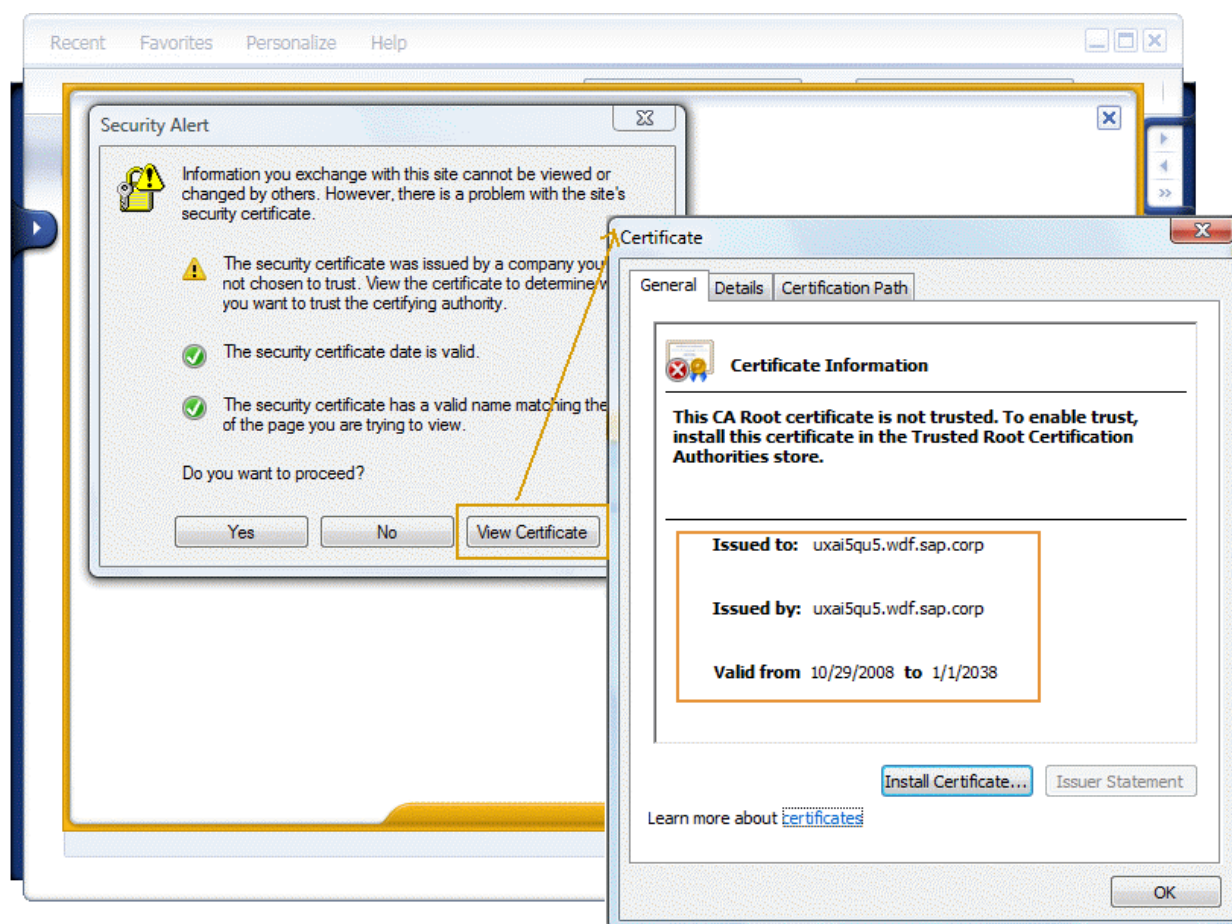 Recent Favorites Personalize Help
Security Alert
Information you exchange with this site cannot be viewed or
changed by others. However, there is a problem with the site's
security certificate.
The security certificate was issued by a company you
not chosen to trust. View the certificate to determine
you want to trust the certifying authority.
The security certificate date is valid.
The security certificate has a valid name matching the
of the page you are trying to view.
Do you want to proceed?
Yes No View Certificate
Certificate
General Details Certification Path
Certificate Information
This CA Root certificate is not trusted. To enable trust,
install this certificate in the Trusted Root Certification
Authorities store.
Issued to: uxai5qu5.wdf.sap.corp
Issued by: uxai5qu5.wdf.sap.corp
Valid from 10/29/2008 to 1/1/2038
Install Certificate... Issuer Statement
Learn more about certificates
OK